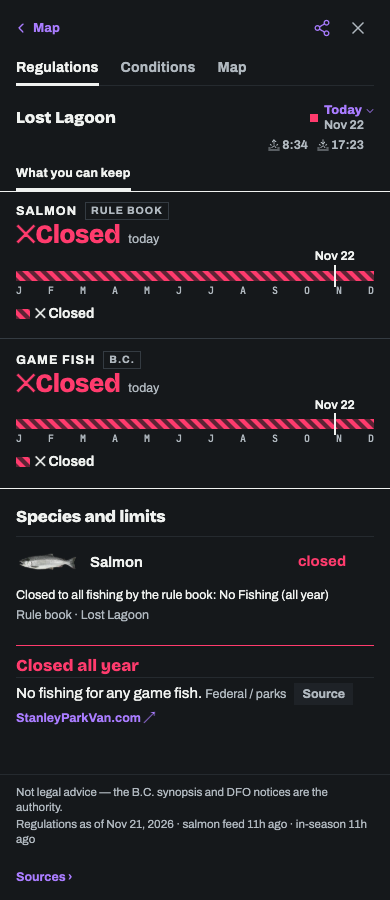 Map
Regulations Conditions Map
Lost Lagoon
Today
Nov 22
8:34 17:23
What you can keep
SALMON RULE BOOK
Closed today
Nov 22
J F M A M J J A S O N D
Closed
GAME FISH B.C.
Closed today
Nov 22
J F M A M J J A S O N D
Closed
Species and limits
Salmon closed
Closed to all fishing by the rule book: No Fishing (all year)
Rule book · Lost Lagoon
Closed all year
No fishing for any game fish. Federal / parks Source
StanleyParkVan.com ↗
Not legal advice — the B.C. synopsis and DFO notices are the
authority.
Regulations as of Nov 21, 2026 · salmon feed 11h ago · in-season 11h
ago
Sources ›